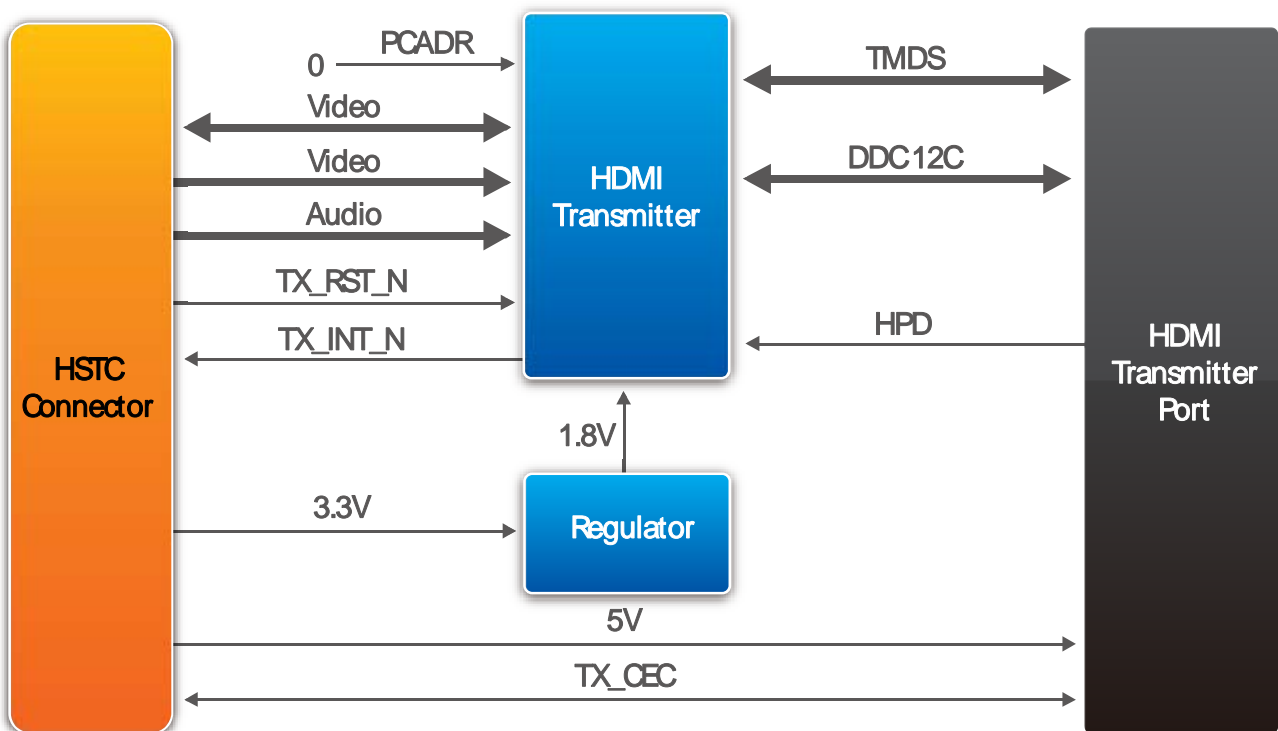 PCADR
0
Video
Video
Audio
TX_RST_N
TX_INT_N
HSTC
Connector
HDMI
Transmitter
TMDS
DDC12C
HPD
HDMI
Transmitter
Port
1.8V
3.3V
Regulator
5V
TX_CEC